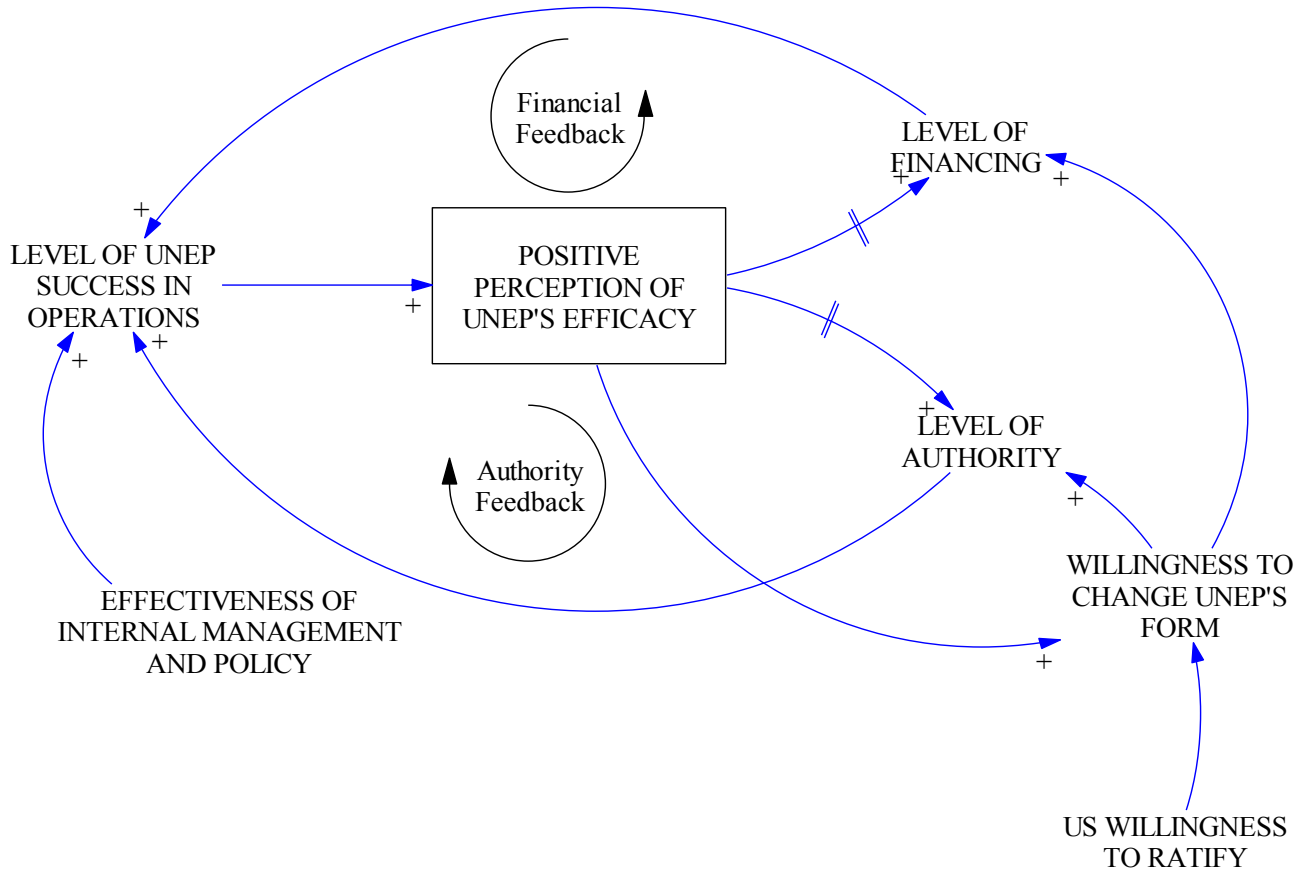 Financial
Feedback
LEVEL OF
FINANCING
+
+
+
LEVEL OF UNEP
SUCCESS IN
OPERATIONS
+
+
+
POSITIVE
PERCEPTION OF
UNEP'S EFFICACY
+
LEVEL OF
AUTHORITY
+
Authority
Feedback
WILLINGNESS TO
CHANGE UNEP'S
FORM
+
EFFECTIVENESS OF
INTERNAL MANAGEMENT
AND POLICY
US WILLINGNESS
TO RATIFY